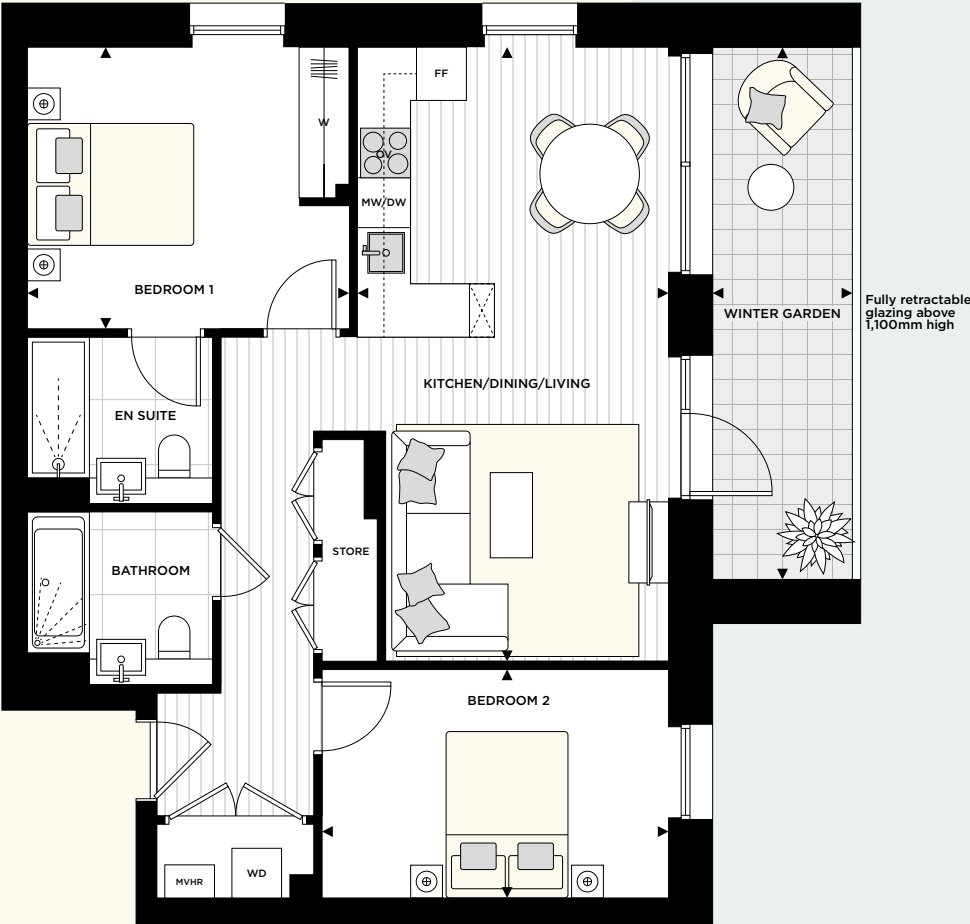 FF
W
OV
MW/DW
BEDROOM 1
WINTER GARDEN
Fully retractable
glazing above
1,100mm high
KITCHEN/DINING/LIVING
EN SUITE
STORE
BATHROOM
BEDROOM 2
MVHR
WD